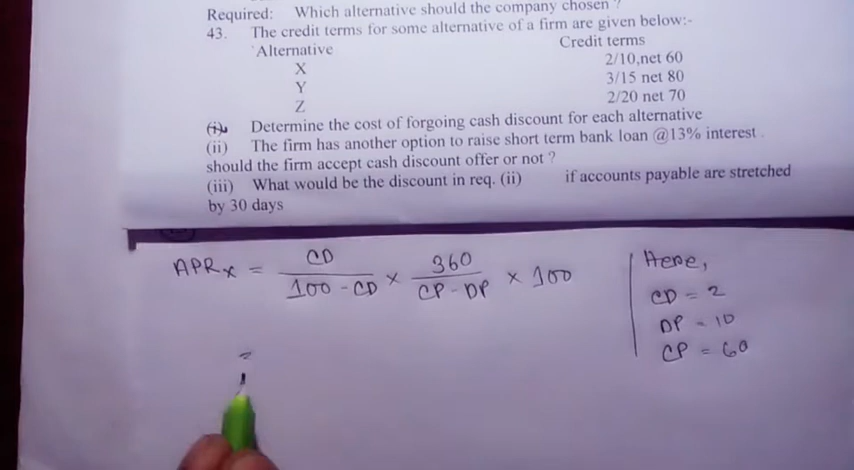 Required: Which alternative should the company chosen ?
43. The credit terms for some alternative of a firm are given below:-
Alternative Credit terms
X 2/10,net 60
Y 3/15 net 80
Z 2/20 net 70
(i) Determine the cost of forgoing cash discount for each alternative
(ii) The firm has another option to raise short term bank loan @13% interest.
should the firm accept cash discount offer or not ?
(iii) What would be the discount in req. (ii) if accounts payable are stretched
by 30 days
APRx = CD / 100 - CD × 360 / CP - DP × 100
Here,
CD = 2
DP = 10
CP = 60
=